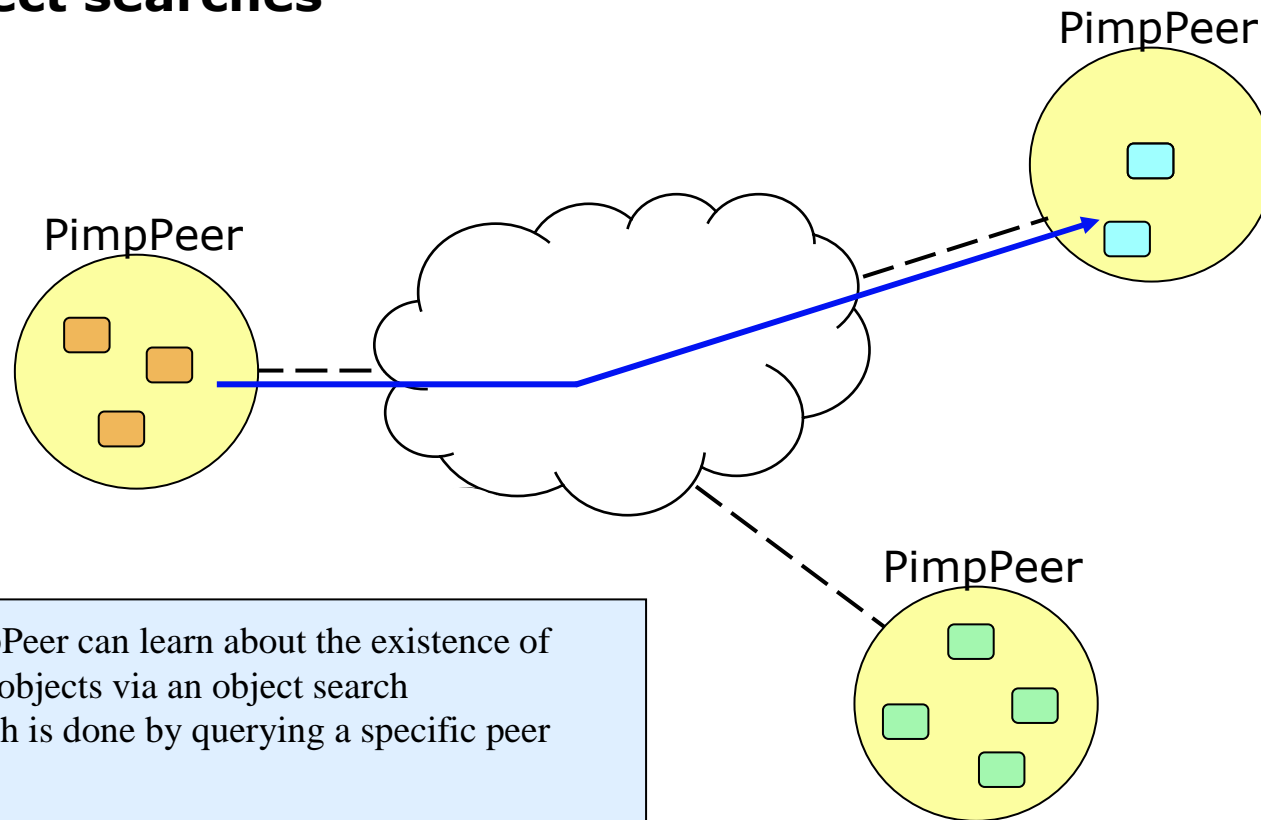 ect searches
PimpPeer
PimpPeer
PimpPeer
Peer can learn about the existence of
objects via an object search
h is done by querying a specific peer